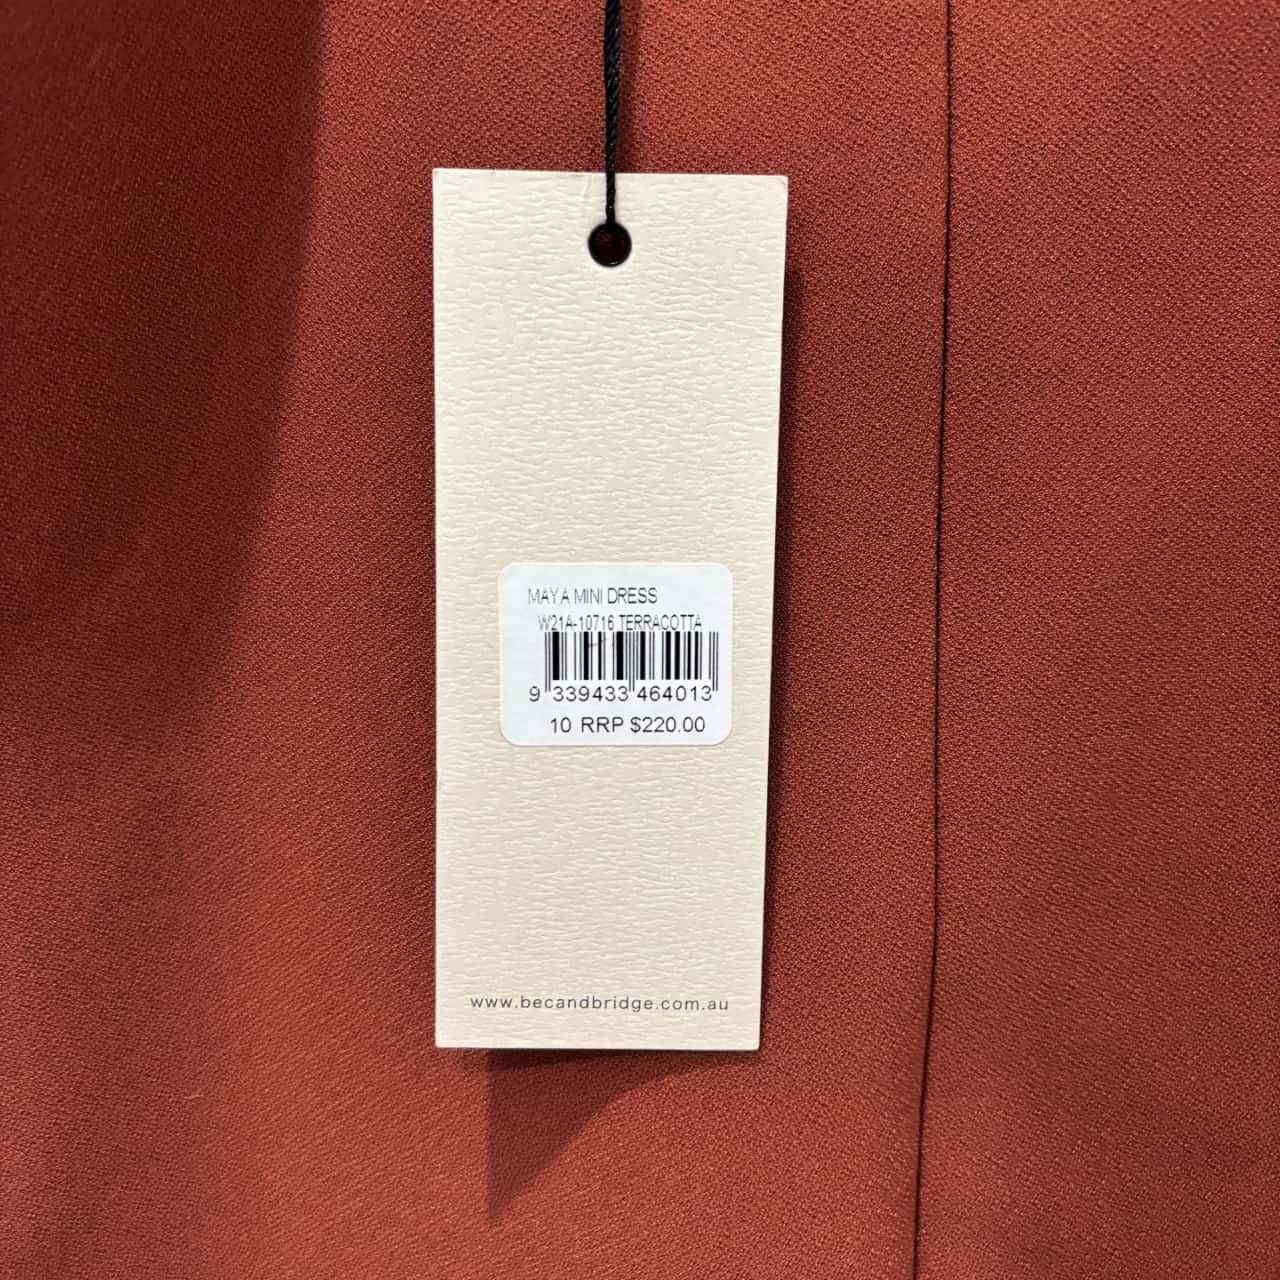 MAYA MINI DRESS
W21A-10716 TERRACOTTA
9 339433 464013
10 RRP $220.00
www.becandbridge.com.au